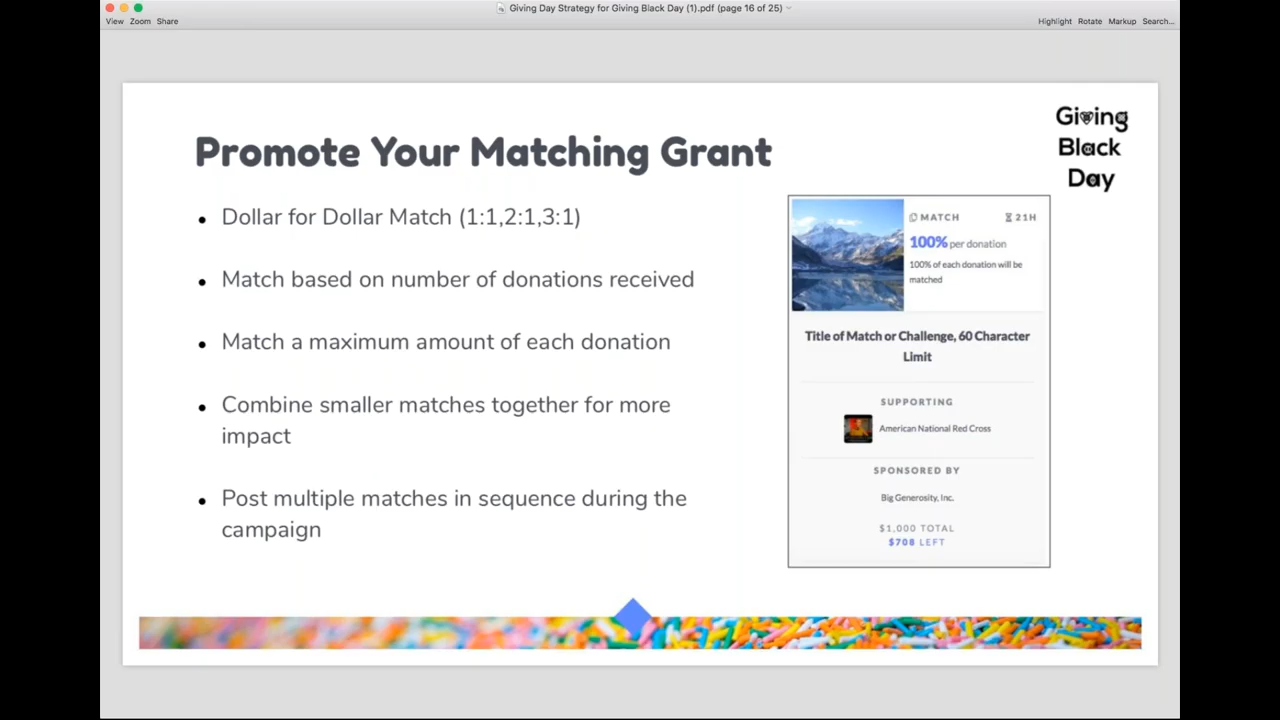 Giving Day Strategy for Giving Black Day (1).pdf (page 16 of 25)
View Zoom Share
Highlight Rotate Markup Search...
Giving
Black
Day
Promote Your Matching Grant
• Dollar for Dollar Match (1:1,2:1,3:1)
• Match based on number of donations received
• Match a maximum amount of each donation
• Combine smaller matches together for more
impact
• Post multiple matches in sequence during the
campaign
MATCH 21H
100% per donation
100% of each donation will be
matched
Title of Match or Challenge, 60 Character
Limit
SUPPORTING
American National Red Cross
SPONSORED BY
Big Generosity, Inc.
$1,000 TOTAL
$708 LEFT